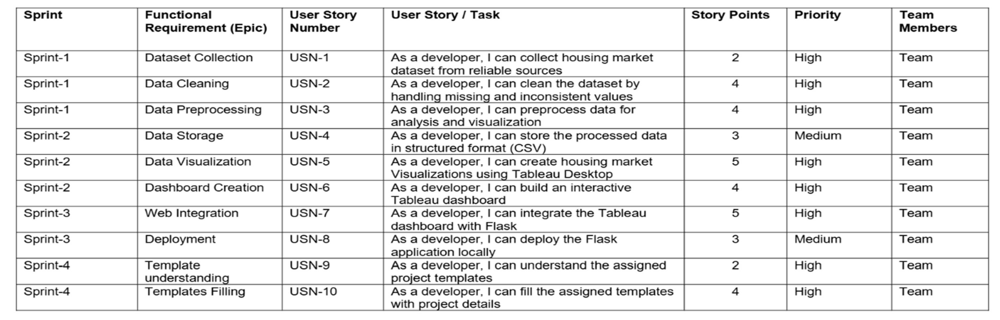 Sprint Functional Requirement (Epic) User Story Number User Story / Task Story Points Priority Team Members
Sprint-1 Dataset Collection USN-1 As a developer, I can collect housing market dataset from reliable sources 2 High Team
Sprint-1 Data Cleaning USN-2 As a developer, I can clean the dataset by handling missing and inconsistent values 4 High Team
Sprint-1 Data Preprocessing USN-3 As a developer, I can preprocess data for analysis and visualization 4 High Team
Sprint-2 Data Storage USN-4 As a developer, I can store the processed data in structured format (CSV) 3 Medium Team
Sprint-2 Data Visualization USN-5 As a developer, I can create housing market Visualizations using Tableau Desktop 5 High Team
Sprint-2 Dashboard Creation USN-6 As a developer, I can build an interactive Tableau dashboard 4 High Team
Sprint-3 Web Integration USN-7 As a developer, I can integrate the Tableau dashboard with Flask 5 High Team
Sprint-3 Deployment USN-8 As a developer, I can deploy the Flask application locally 3 Medium Team
Sprint-4 Template understanding USN-9 As a developer, I can understand the assigned project templates 2 High Team
Sprint-4 Templates Filling USN-10 As a developer, I can fill the assigned templates with project details 4 High Team